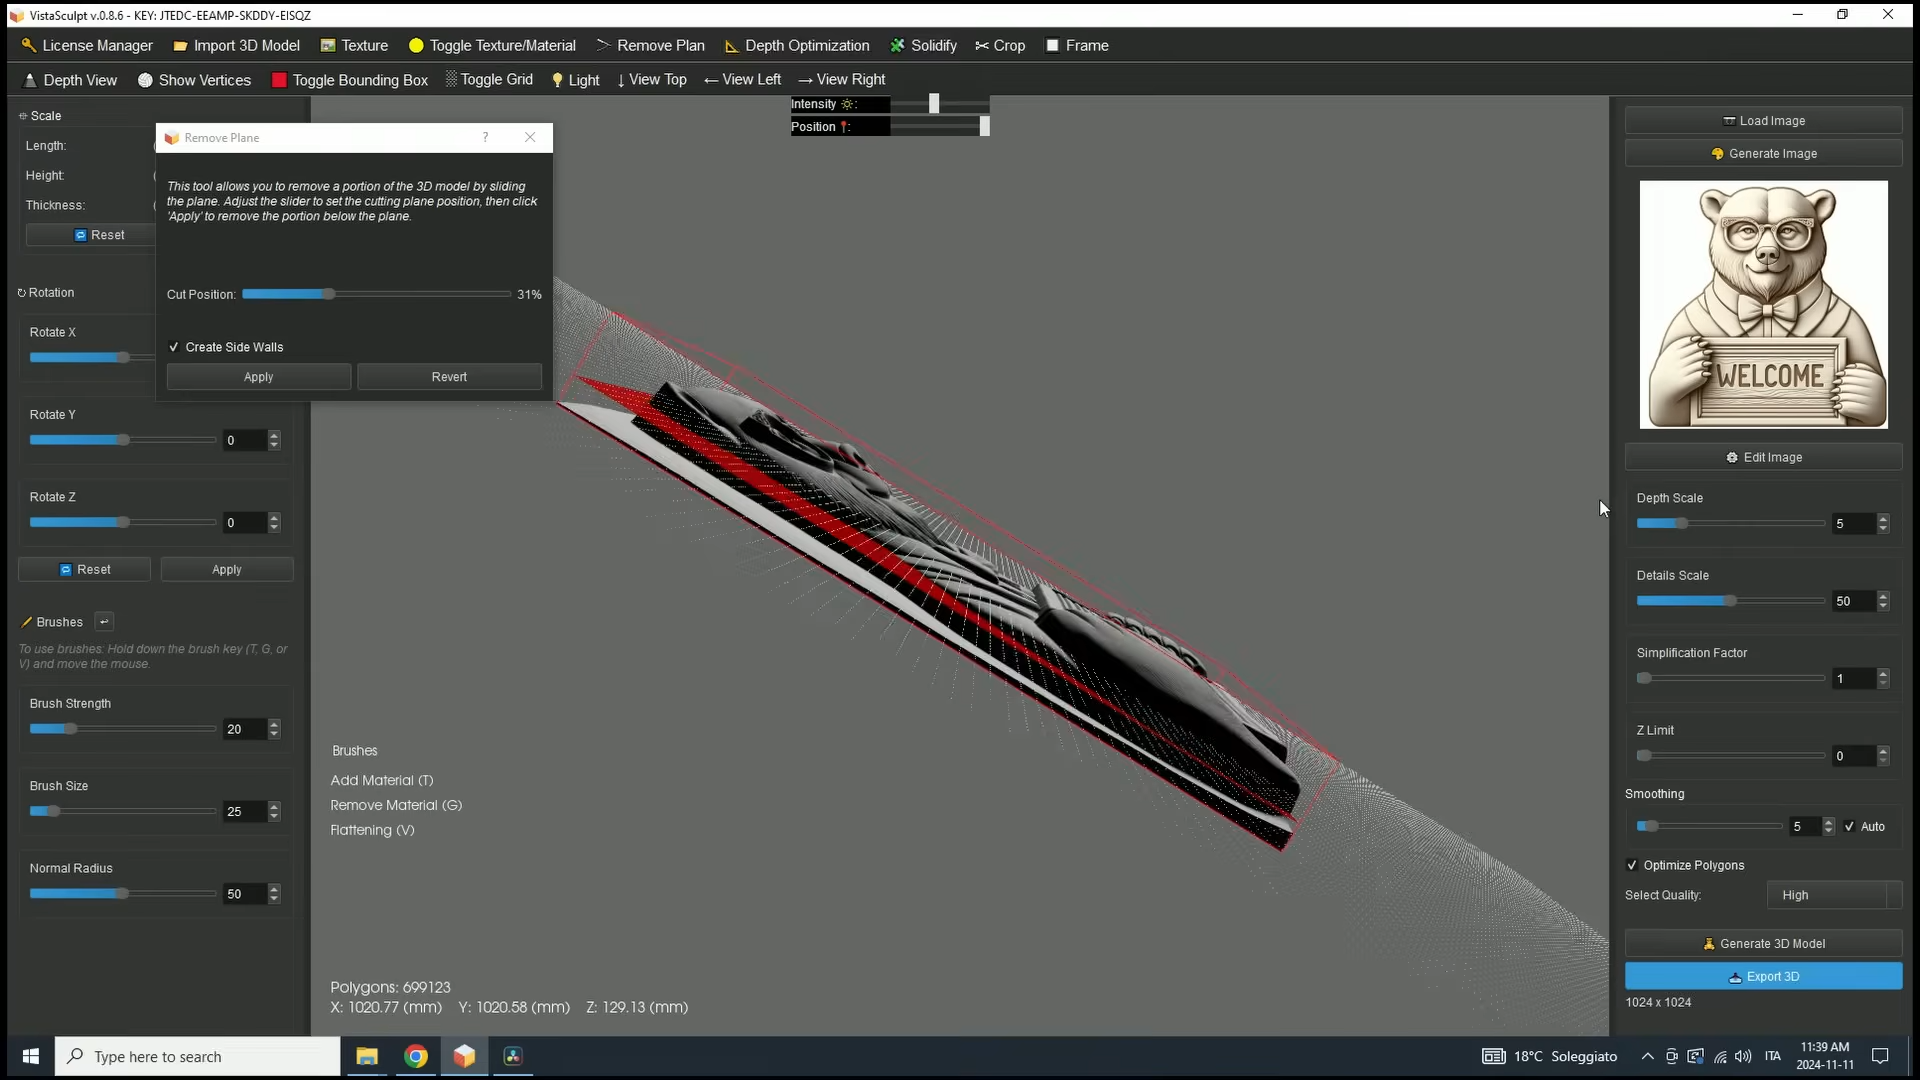 VistaSculpt v.0.8.6 - KEY: JTEDC-EEAMP-SKDDY-EISQZ
License Manager Import 3D Model Texture Toggle Texture/Material Remove Plan Depth Optimization Solidify Crop Frame
Depth View Show Vertices Toggle Bounding Box Toggle Grid Light ↓ View Top ← View Left → View Right
Intensity :
Position :
Scale
Length:
Height:
Thickness:
Reset
Rotation
Rotate X
Rotate Y
0
Rotate Z
0
Reset Apply
Brushes
To use brushes: Hold down the brush key (T, G, or
V) and move the mouse.
Brush Strength
20
Brush Size
25
Normal Radius
50
Remove Plane ?
This tool allows you to remove a portion of the 3D model by sliding
the plane. Adjust the slider to set the cutting plane position, then click
'Apply' to remove the portion below the plane.
Cut Position: 31%
Create Side Walls
Apply Revert
Brushes
Add Material (T)
Remove Material (G)
Flattening (V)
Polygons: 699123
X: 1020.77 (mm) Y: 1020.58 (mm) Z: 129.13 (mm)
Load Image
Generate Image
WELCOME
Edit Image
Depth Scale
5
Details Scale
50
Simplification Factor
1
Z Limit
0
Smoothing
5 Auto
Optimize Polygons
Select Quality: High
Generate 3D Model
Export 3D
1024 x 1024
Type here to search
18°C Soleggiato
ITA
11:39 AM
2024-11-11